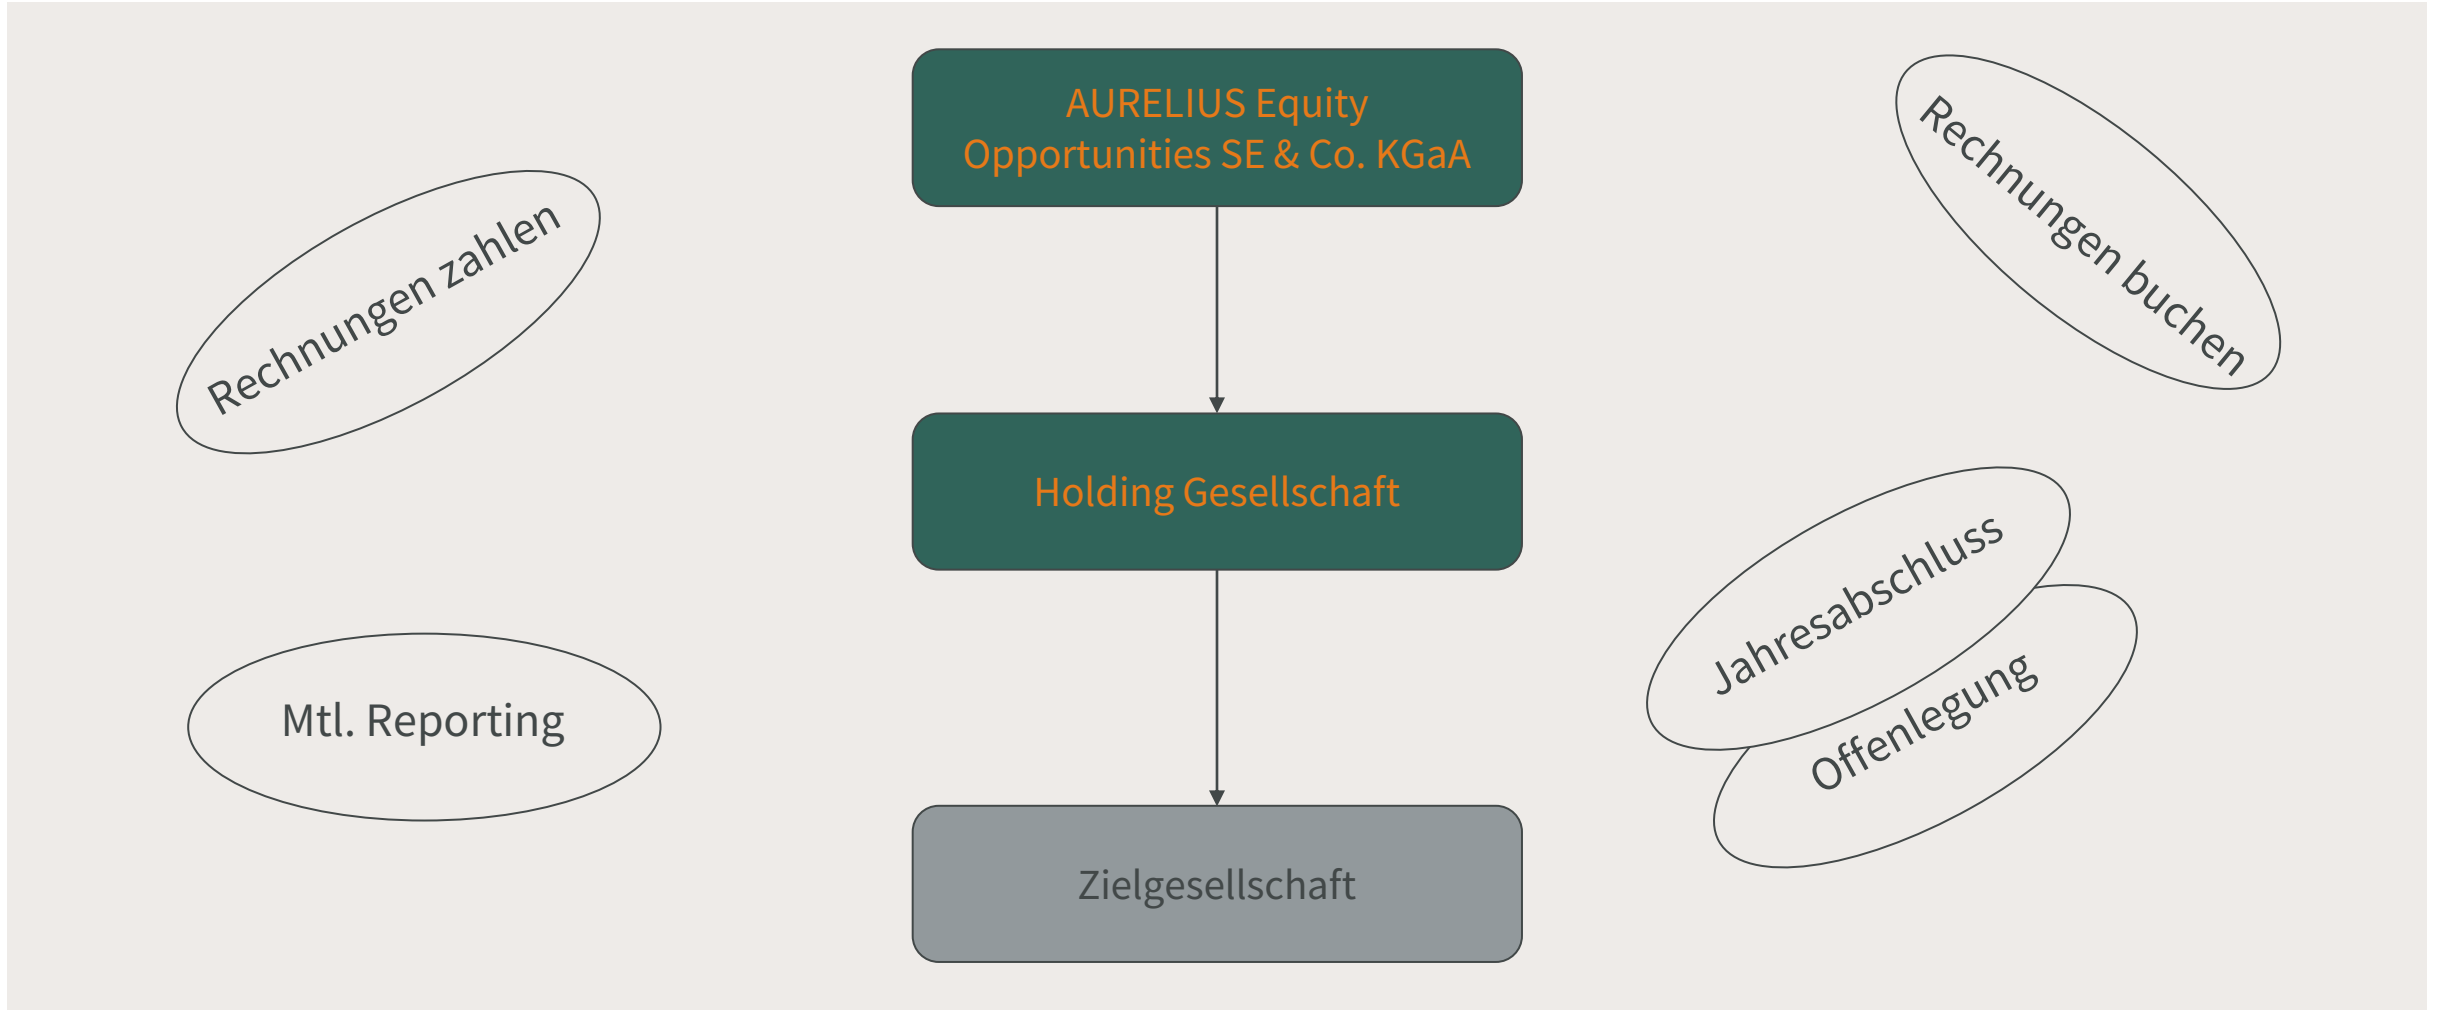 AURELIUS Equity
Opportunities SE & Co. KGaA
Rechnungen buchen
Rechnungen zahlen
Holding Gesellschaft
Jahresabschluss
Offenlegung
Mtl. Reporting
Zielgesellschaft